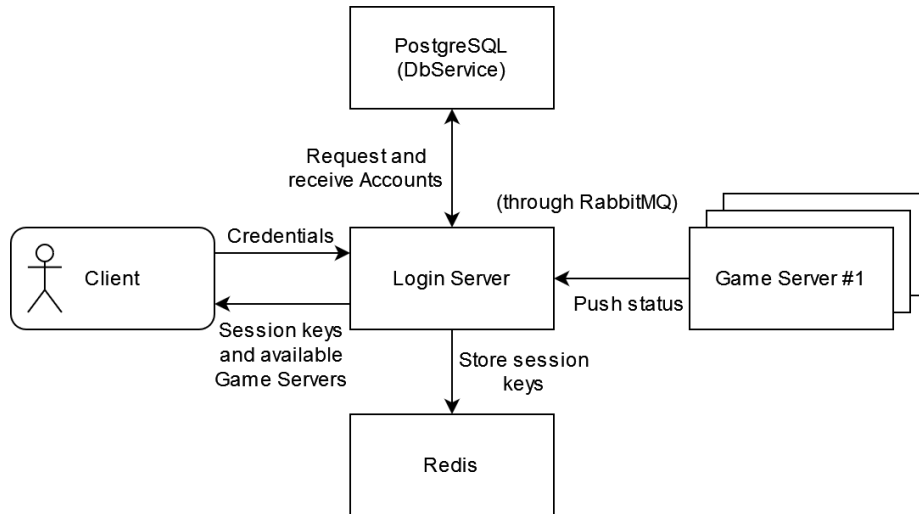 PostgreSQL
(DbService)
Request and
receive Accounts
(through RabbitMQ)
Credentials
Client
Login Server
Game Server #1
Push status
Session keys
and available
Game Servers
Store session
keys
Redis